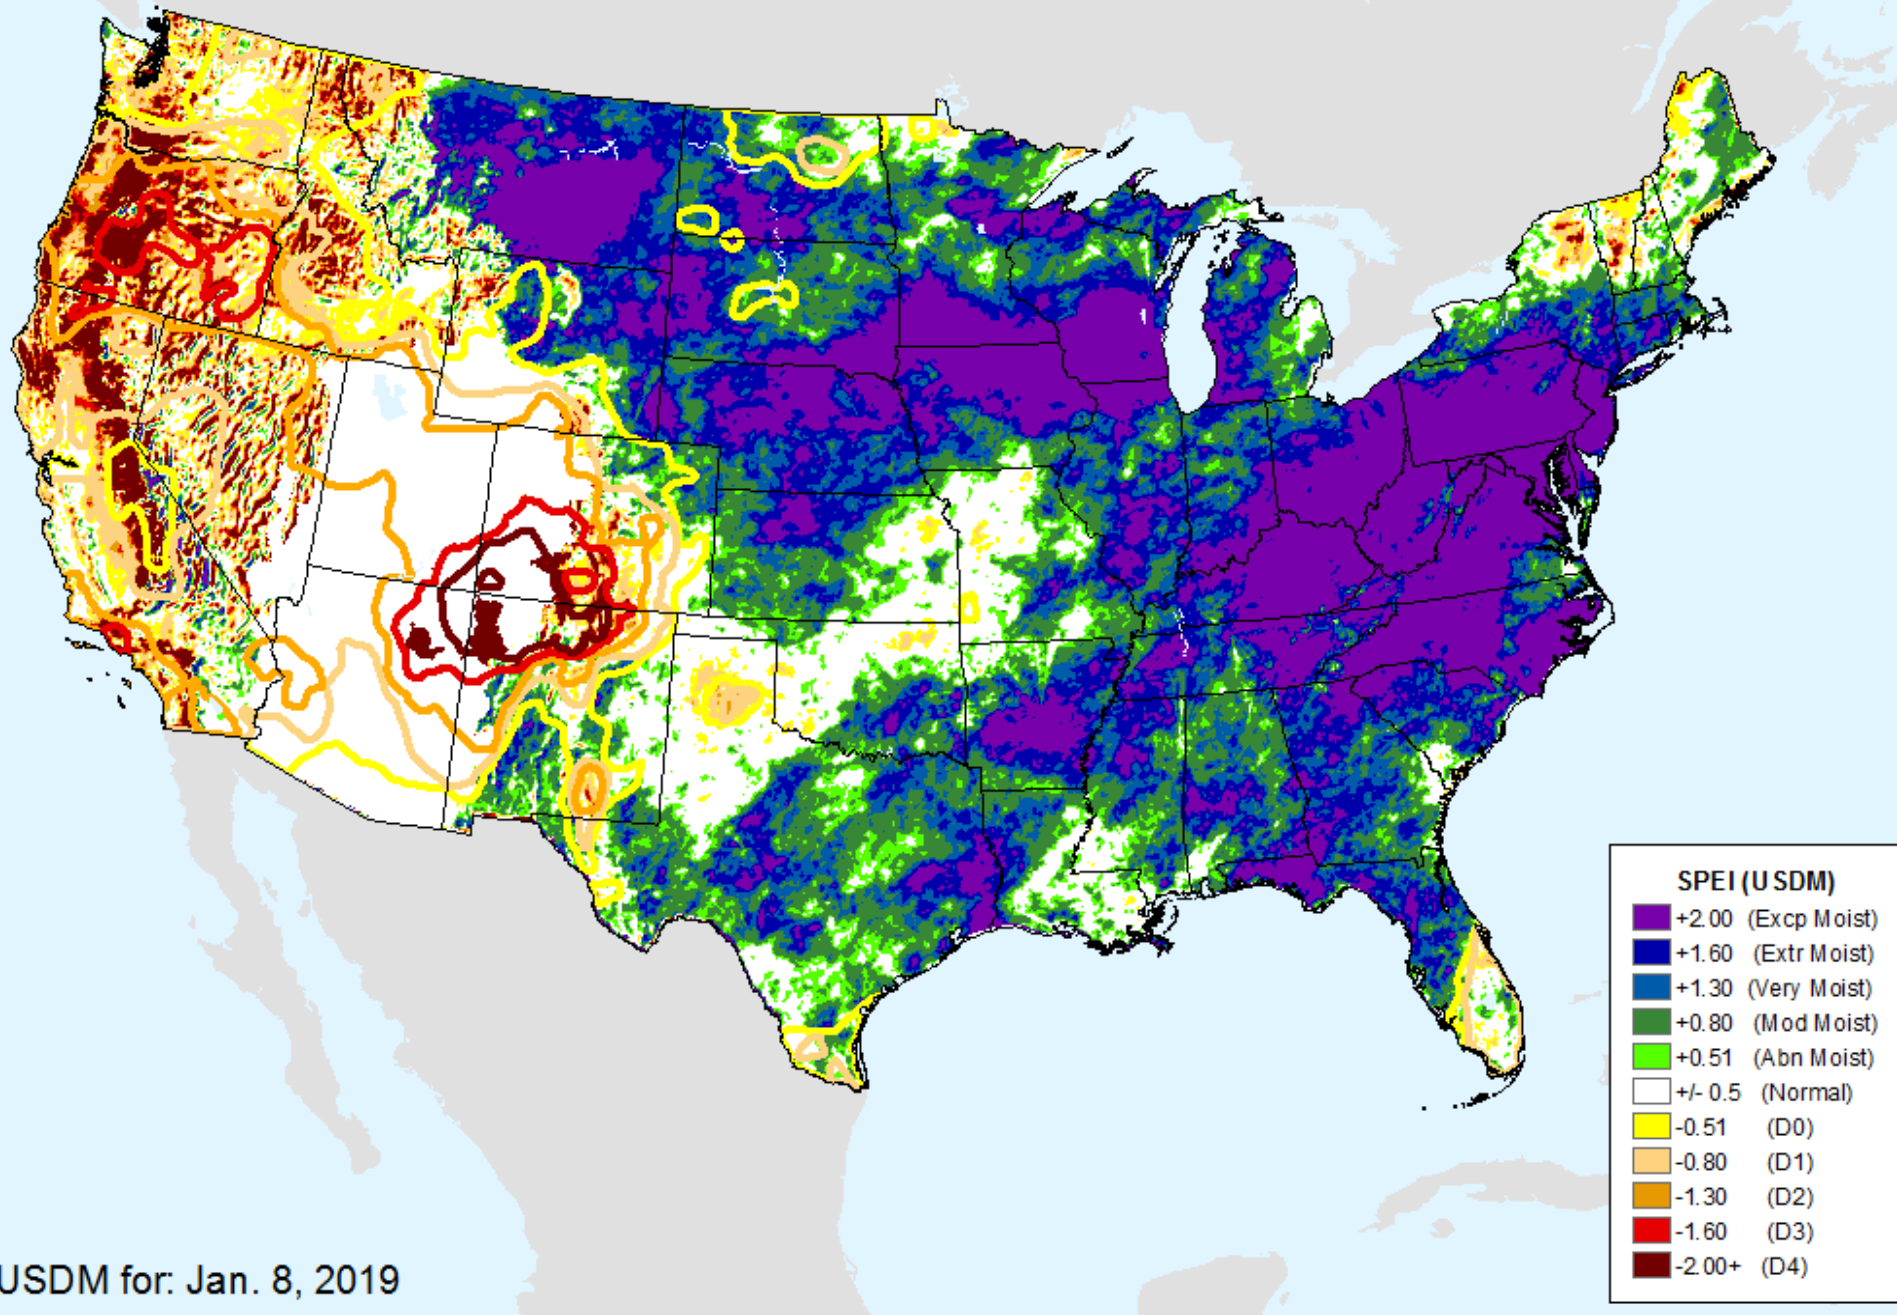 SPEI (USDM)
+2.00 (Excp Moist)
+1.60 (Extr Moist)
+1.30 (Very Moist)
+0.80 (Mod Moist)
+0.51 (Abn Moist)
+/- 0.5 (Normal)
-0.51 (D0)
-0.80 (D1)
-1.30 (D2)
-1.60 (D3)
-2.00+ (D4)
USDM for: Jan. 8, 2019